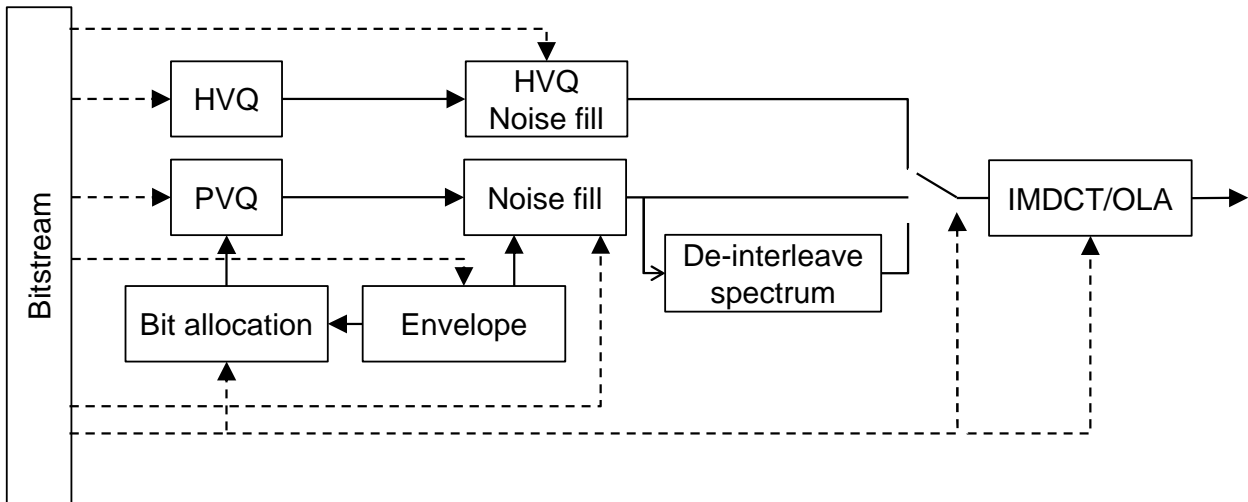 Bitstream
HVQ
HVQ
Noise fill
PVQ
Noise fill
IMDCT/OLA
De-interleave
spectrum
Bit allocation
Envelope